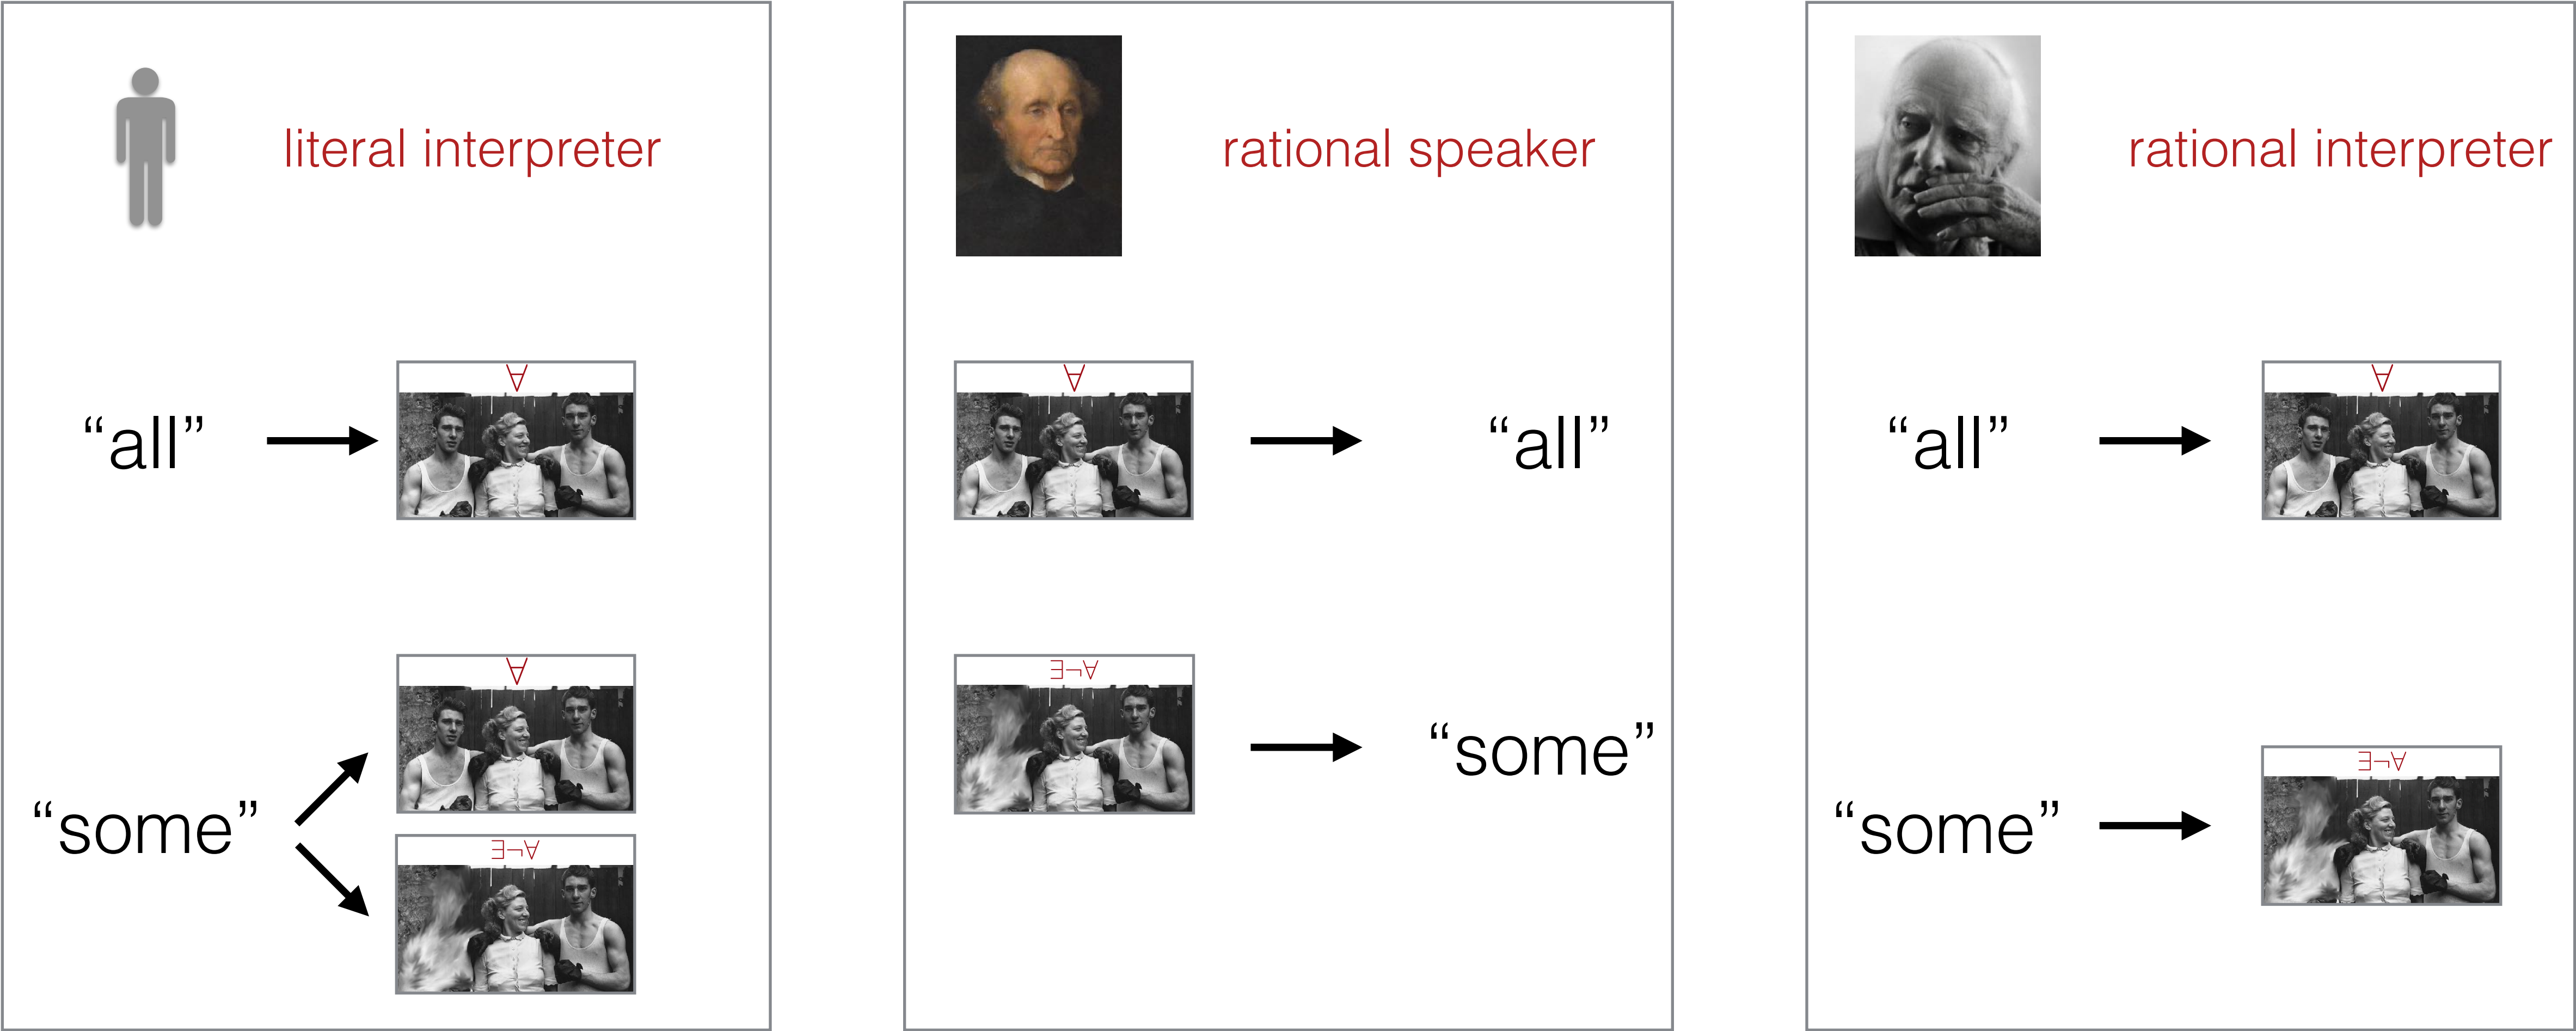 literal interpreter
“all”
∀
“some”
∀
∃¬∀
rational speaker
∀
“all”
∃¬∀
“some”
rational interpreter
“all”
∀
“some”
∃¬∀